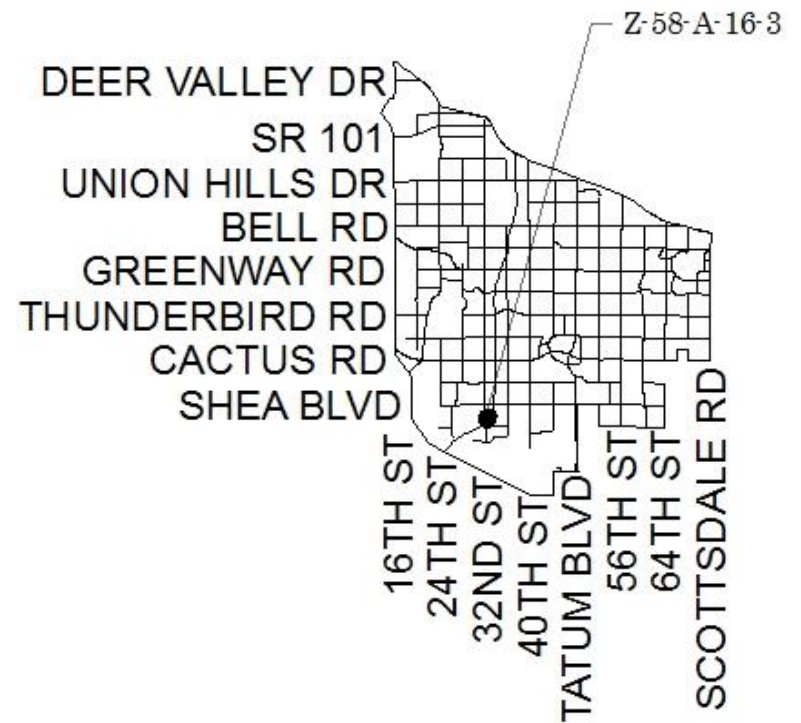 Z-58-A-16-3
DEER VALLEY DR
SR 101
UNION HILLS DR
BELL RD
GREENWAY RD
THUNDERBIRD RD
CACTUS RD
SHEA BLVD
16TH ST
24TH ST
32ND ST
40TH ST
TATUM BLVD
56TH ST
64TH ST
SCOTTSDALE RD